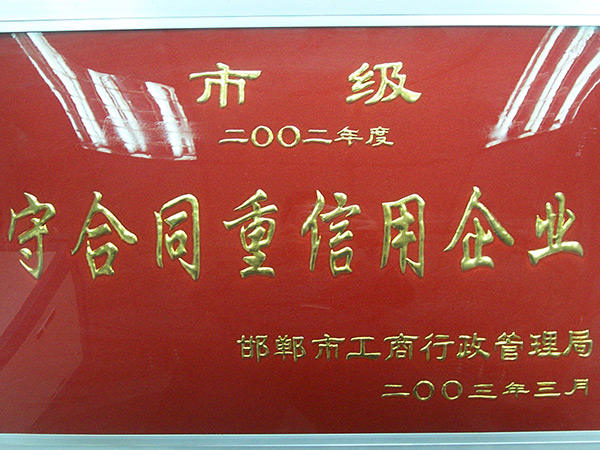 市级
二〇〇二年度
守合同重信用企业
邯郸市工商行政管理局
二〇〇三年三月